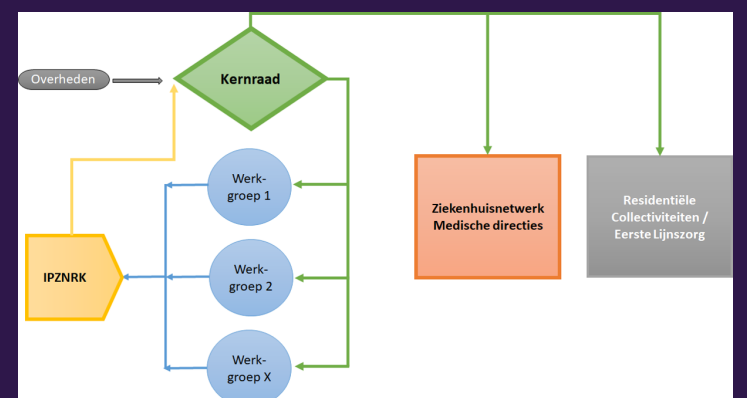 Overheden
Kernraad
Werk-
groep 1
Ziekenhuisnetwerk
Medische directies
Residentiële
Collectiviteiten /
Eerste Lijnszorg
IPZNRK
Werk-
groep 2
Werk-
groep X